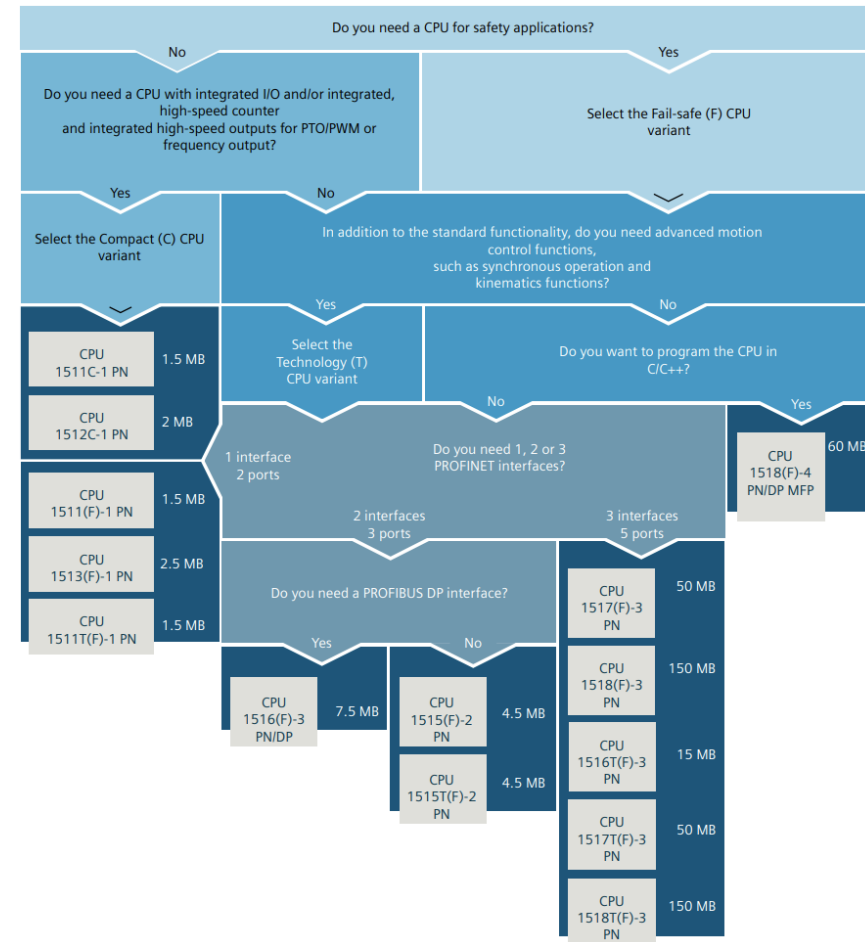 Do you need a CPU for safety applications?
No
Yes
Do you need a CPU with integrated I/O and/or integrated,
high-speed counter
and integrated high-speed outputs for PTO/PWM or
frequency output?
Select the Fail-safe (F) CPU
variant
Yes
No
Select the Compact (C) CPU
variant
In addition to the standard functionality, do you need advanced motion
control functions,
such as synchronous operation and
kinematics functions?
Yes
No
CPU
1511C-1 PN
1.5 MB
CPU
1512C-1 PN
2 MB
Select the
Technology (T)
CPU variant
Do you want to program the CPU in
C/C++?
No
Yes
1 interface
2 ports
Do you need 1, 2 or 3
PROFINET interfaces?
CPU
1518(F)-4
PN/DP MFP
60 MB
CPU
1511(F)-1 PN
1.5 MB
CPU
1513(F)-1 PN
2.5 MB
CPU
1511T(F)-1 PN
1.5 MB
2 interfaces
3 ports
3 interfaces
5 ports
Do you need a PROFIBUS DP interface?
Yes
No
CPU
1516(F)-3
PN/DP
7.5 MB
CPU
1515(F)-2
PN
4.5 MB
CPU
1515T(F)-2
PN
4.5 MB
CPU
1517(F)-3
PN
50 MB
CPU
1518(F)-3
PN
150 MB
CPU
1516T(F)-3
PN
15 MB
CPU
1517T(F)-3
PN
50 MB
CPU
1518T(F)-3
PN
150 MB